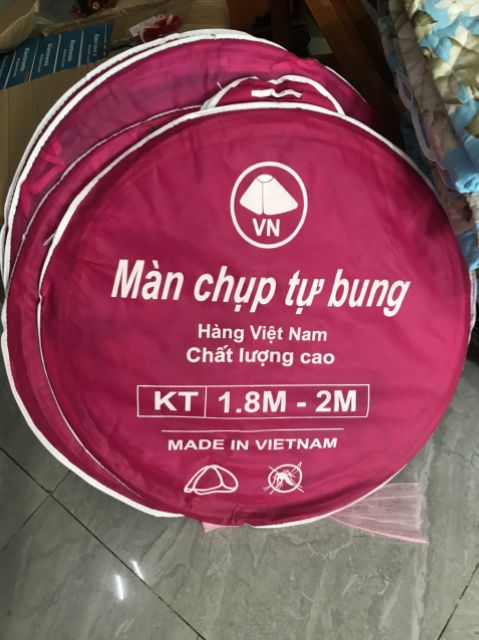 VN
Màn chụp tự bung
Hàng Việt Nam
Chất lượng cao
KT 1.8M - 2M
MADE IN VIETNAM